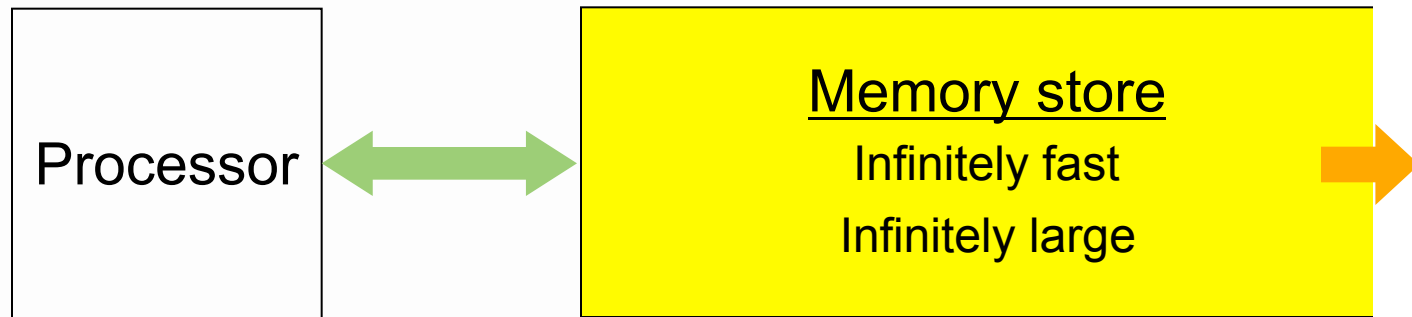 Processor
Memory store
Infinitely fast
Infinitely large